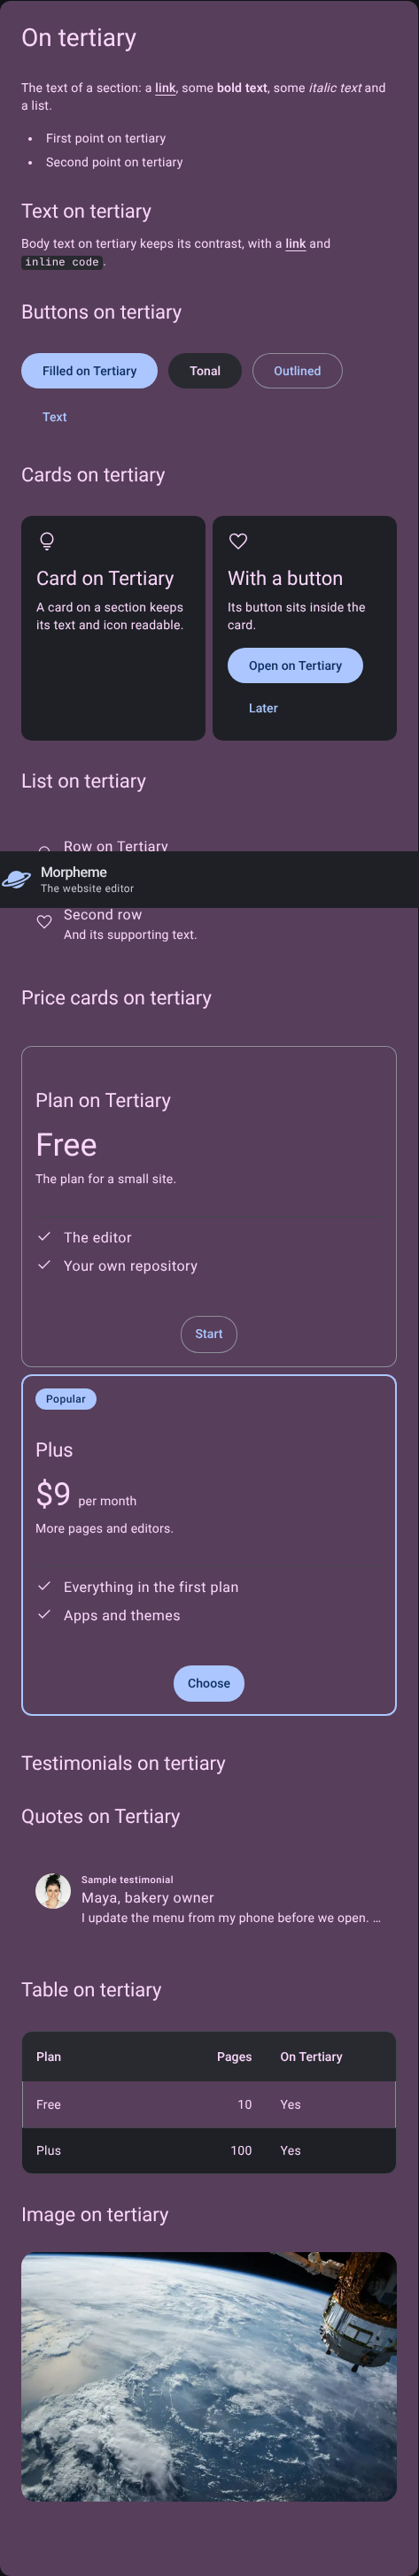 On tertiary
The text of a section: a link, some bold text, some italic text and
a list.
• First point on tertiary
• Second point on tertiary
Text on tertiary
Body text on tertiary keeps its contrast, with a link and
inline code.
Buttons on tertiary
Filled on Tertiary
Tonal
Outlined
Text
Cards on tertiary
Card on Tertiary
A card on a section keeps
its text and icon readable.
With a button
Its button sits inside the
card.
Open on Tertiary
Later
List on tertiary
Row on Tertiary
Morpheme
The website editor
Second row
And its supporting text.
Price cards on tertiary
Plan on Tertiary
Free
The plan for a small site.
The editor
Your own repository
Start
Popular
Plus
$9 per month
More pages and editors.
Everything in the first plan
Apps and themes
Choose
Testimonials on tertiary
Quotes on Tertiary
Sample testimonial
Maya, bakery owner
I update the menu from my phone before we open. …
Table on tertiary
Plan Pages On Tertiary
Free 10 Yes
Plus 100 Yes
Image on tertiary